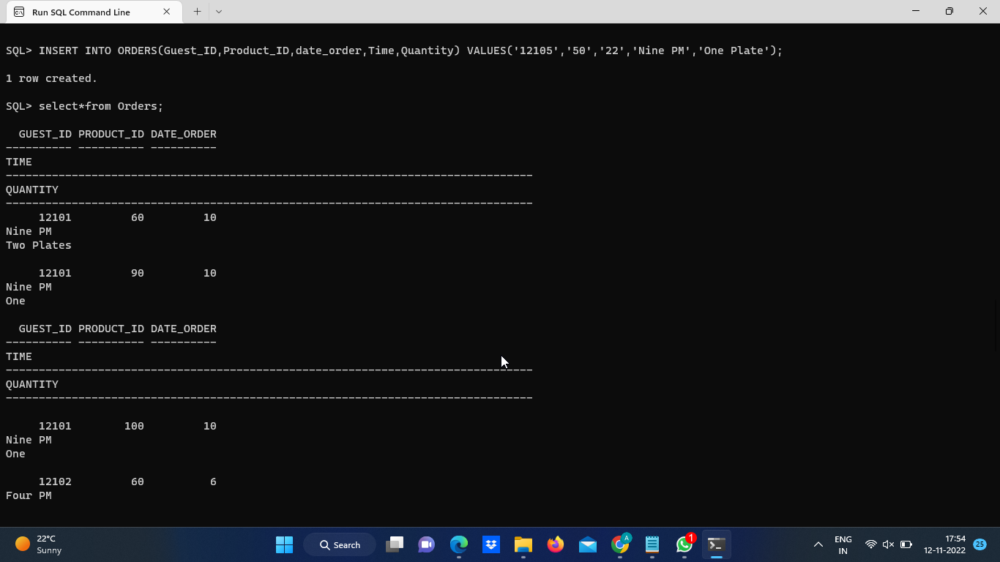 Run SQL Command Line
SQL> INSERT INTO ORDERS(Guest_ID,Product_ID,date_order,Time,Quantity) VALUES('12105','50','22','Nine PM','One Plate');
1 row created.
SQL> select*from Orders;
GUEST_ID PRODUCT_ID DATE_ORDER
---------- ---------- ----------
TIME
--------------------------------------------------------------------------------
QUANTITY
--------------------------------------------------------------------------------
12101 60 10
Nine PM
Two Plates
12101 90 10
Nine PM
One
GUEST_ID PRODUCT_ID DATE_ORDER
---------- ---------- ----------
TIME
--------------------------------------------------------------------------------
QUANTITY
--------------------------------------------------------------------------------
12101 100 10
Nine PM
One
12102 60 6
Four PM
22°C
Sunny
Search
A
1
ENG
IN
17:54
12-11-2022
25